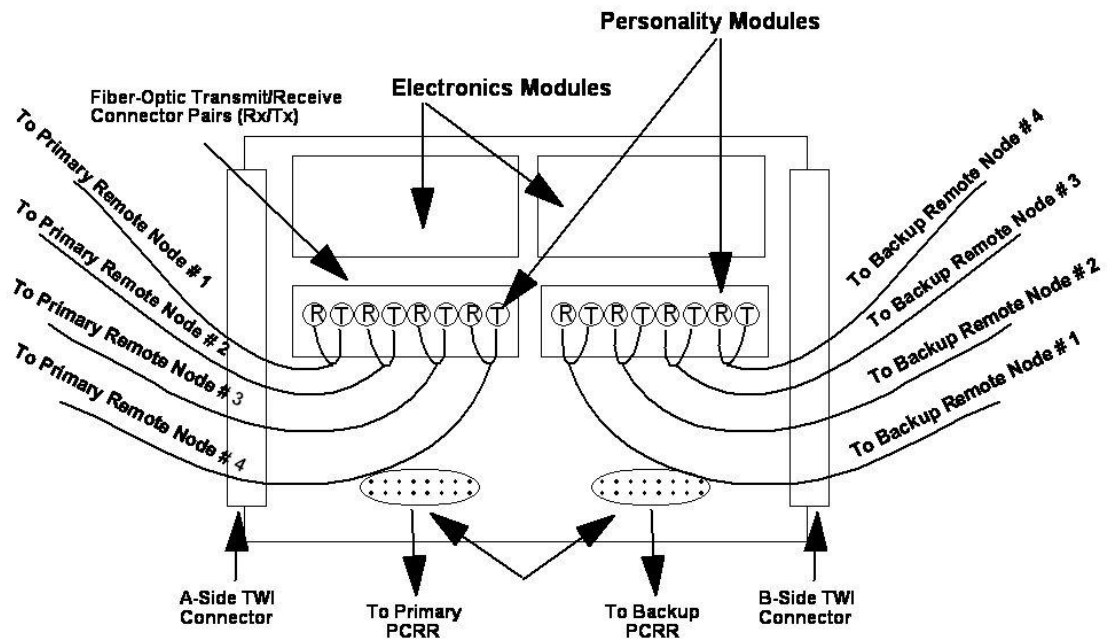 Personality Modules
Electronics Modules
Fiber-Optic Transmit/Receive
Connector Pairs (Rx/Tx)
To Primary Remote Node # 1
To Primary Remote Node # 2
To Primary Remote Node # 3
To Primary Remote Node # 4
To Backup Remote Node # 4
To Backup Remote Node # 3
To Backup Remote Node # 2
To Backup Remote Node # 1
R T R T R T R T
R T R T R T R T
A-Side TWI
Connector
To Primary
PCRR
To Backup
PCRR
B-Side TWI
Connector